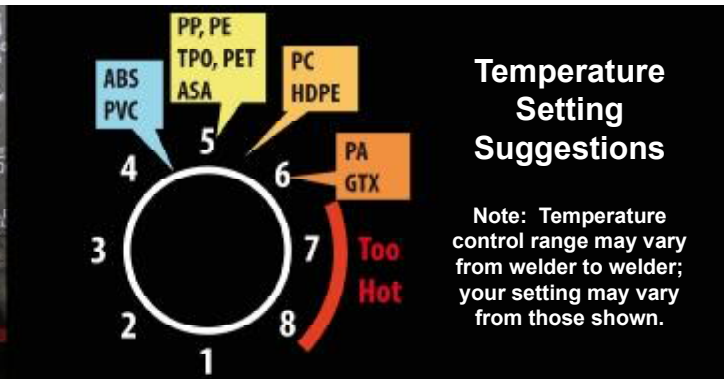 PP, PE
TPO, PET
ASA
ABS
PVC
PC
HDPE
PA
GTX
5
4
6
3
7
2
8
1
Too
Hot
Temperature
Setting
Suggestions
Note: Temperature
control range may vary
from welder to welder;
your setting may vary
from those shown.